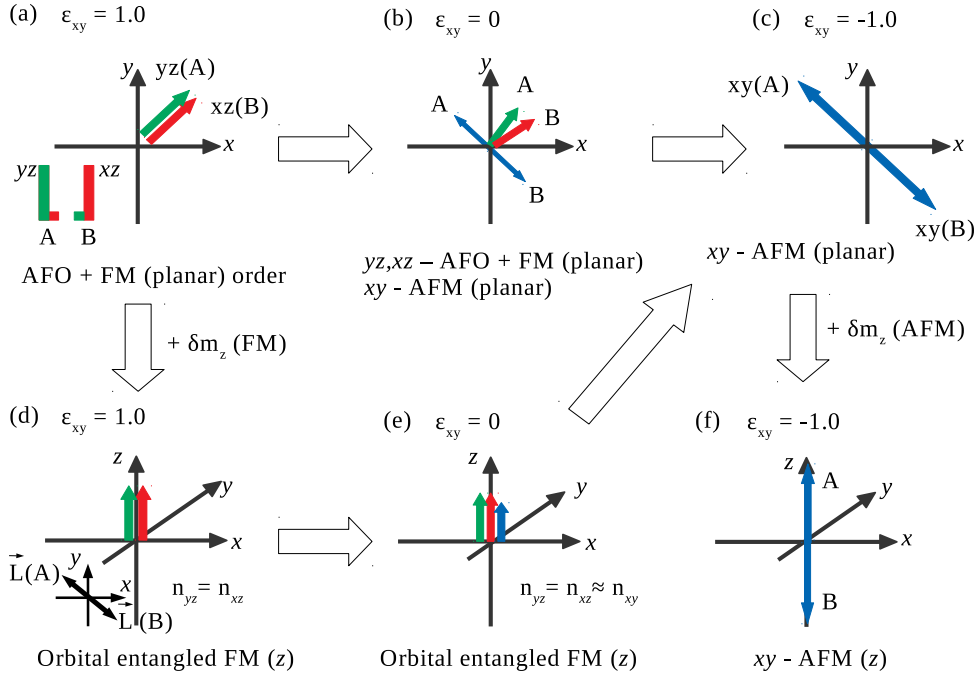 (a) ε_xy = 1.0
y
yz(A)
xz(B)
x
yz
xz
A
B
AFO + FM (planar) order
(b) ε_xy = 0
y
A
A
B
x
B
yz,xz – AFO + FM (planar)
xy - AFM (planar)
(c) ε_xy = -1.0
y
xy(A)
x
xy(B)
xy - AFM (planar)
+ δm_z (FM)
+ δm_z (AFM)
(d) ε_xy = 1.0
z
y
x
L⃗(A)
y
x
L⃗(B)
n_yz = n_xz
Orbital entangled FM (z)
(e) ε_xy = 0
z
y
x
n_yz = n_xz ≈ n_xy
Orbital entangled FM (z)
(f) ε_xy = -1.0
z
A
y
x
B
xy - AFM (z)